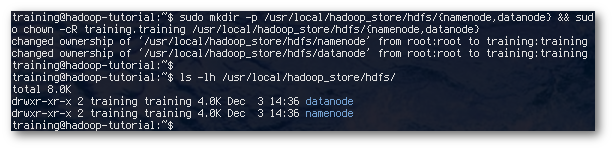 training@hadoop-tutorial:~$ sudo mkdir -p /usr/local/hadoop_store/hdfs/{namenode,datanode} && sud
o chown -cR training.training /usr/local/hadoop_store/hdfs/{namenode,datanode}
changed ownership of '/usr/local/hadoop_store/hdfs/namenode' from root:root to training:training
changed ownership of '/usr/local/hadoop_store/hdfs/datanode' from root:root to training:training
training@hadoop-tutorial:~$
training@hadoop-tutorial:~$ ls -lh /usr/local/hadoop_store/hdfs/
total 8.0K
drwxr-xr-x 2 training training 4.0K Dec  3 14:36 datanode
drwxr-xr-x 2 training training 4.0K Dec  3 14:36 namenode
training@hadoop-tutorial:~$